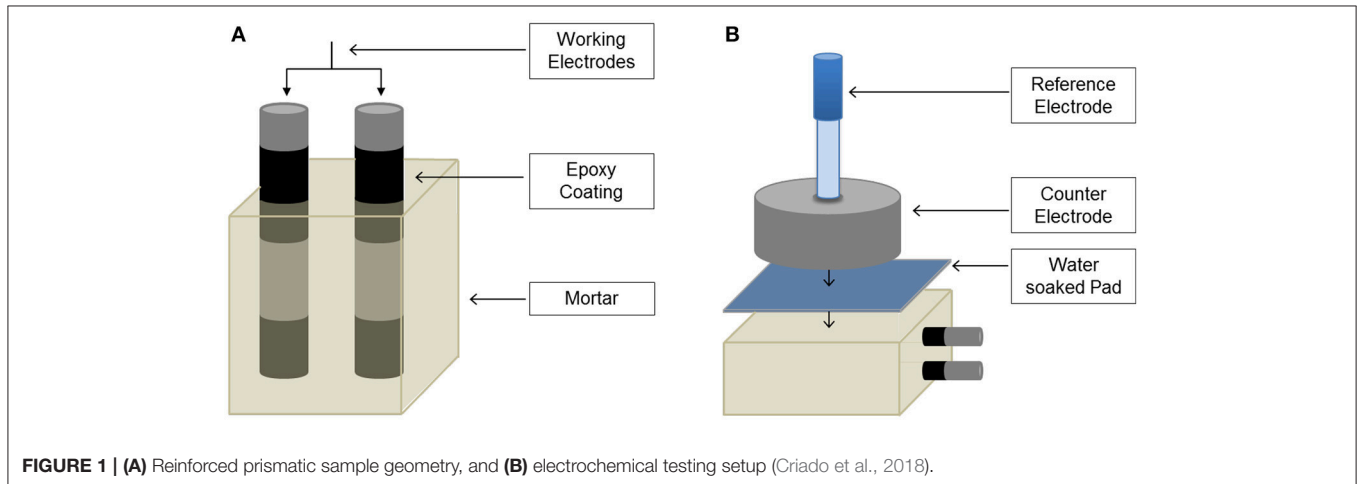 A
Working
Electrodes
Epoxy
Coating
Mortar
B
Reference
Electrode
Counter
Electrode
Water
soaked Pad
FIGURE 1 | (A) Reinforced prismatic sample geometry, and (B) electrochemical testing setup (Criado et al., 2018).